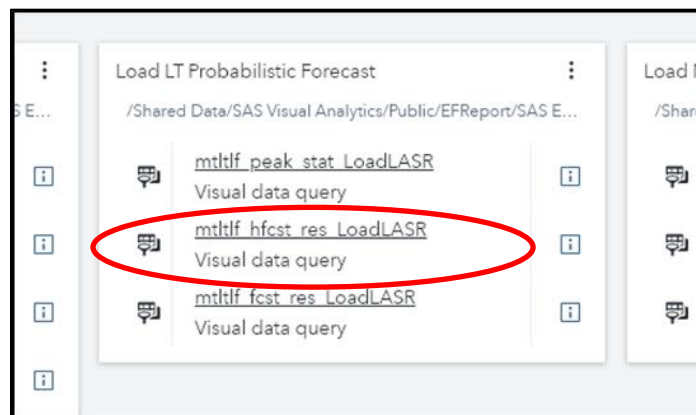 Load LT Probabilistic Forecast
Load
S E...
/Shared Data/SAS Visual Analytics/Public/EFReport/SAS E...
/Shar
mtltlf_peak_stat_LoadLASR
Visual data query
mtltlf_hfcst_res_LoadLASR
Visual data query
mtltlf_fcst_res_LoadLASR
Visual data query